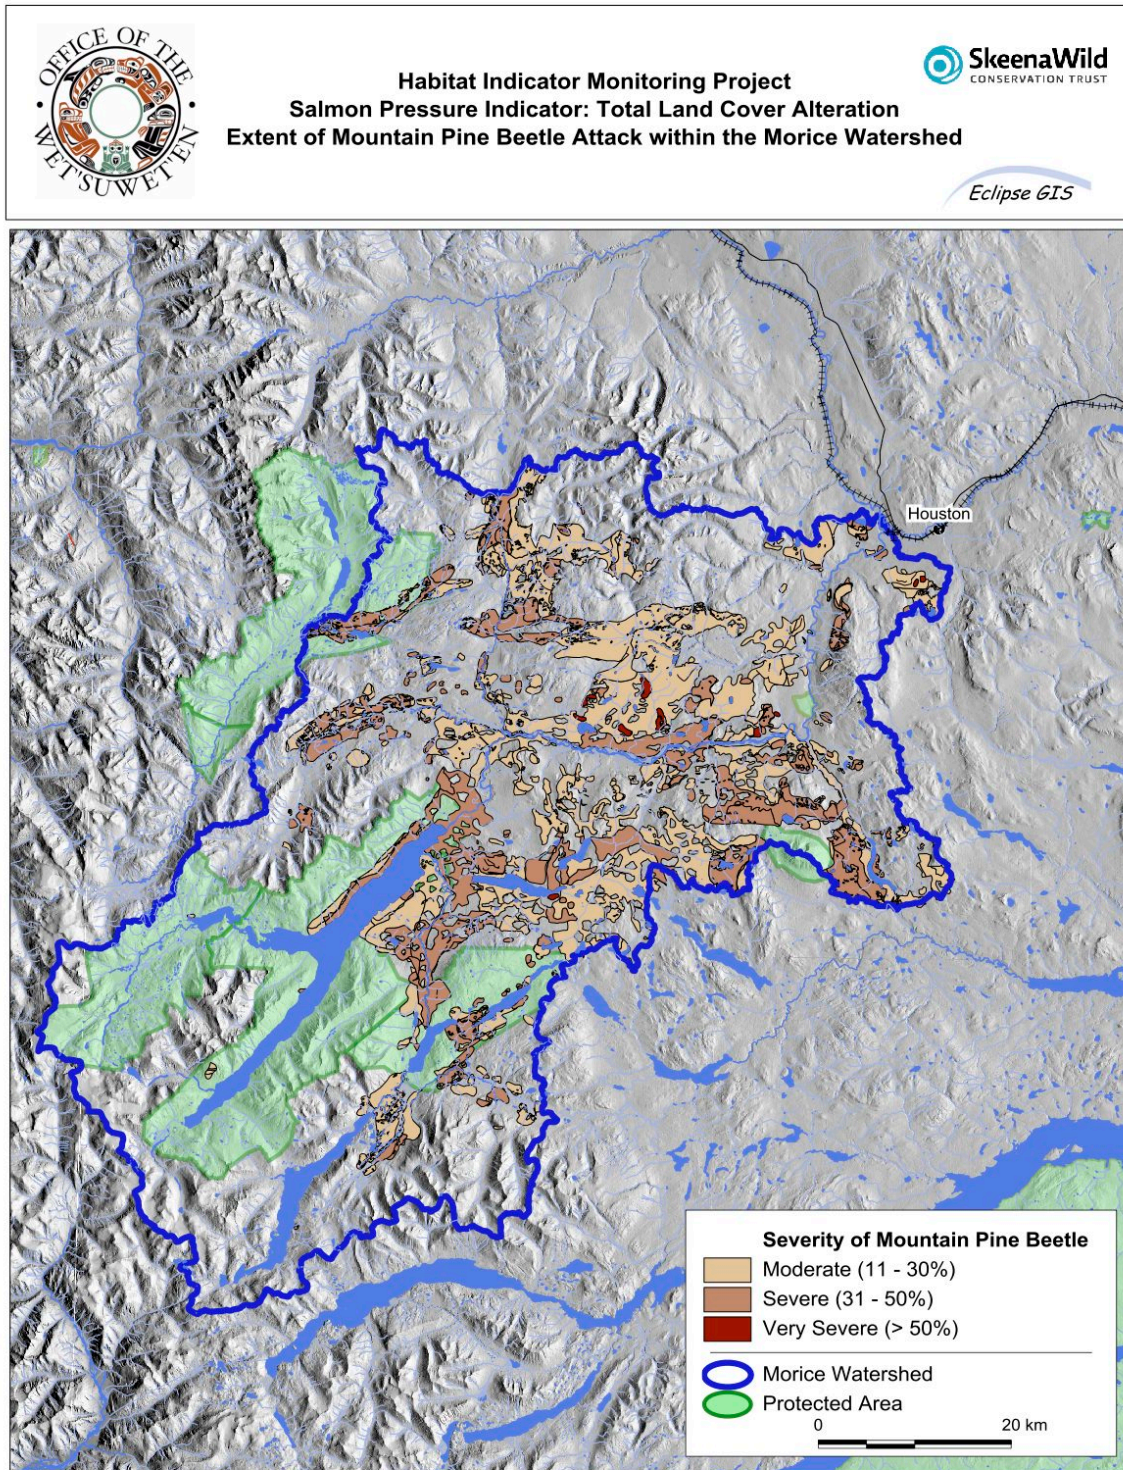 OFFICE OF THE
WET'SUWET'EN
SkeenaWild
CONSERVATION TRUST
Habitat Indicator Monitoring Project
Salmon Pressure Indicator: Total Land Cover Alteration
Extent of Mountain Pine Beetle Attack within the Morice Watershed
Eclipse GIS
Houston
Severity of Mountain Pine Beetle
Moderate (11 - 30%)
Severe (31 - 50%)
Very Severe (> 50%)
Morice Watershed
Protected Area
0 20 km